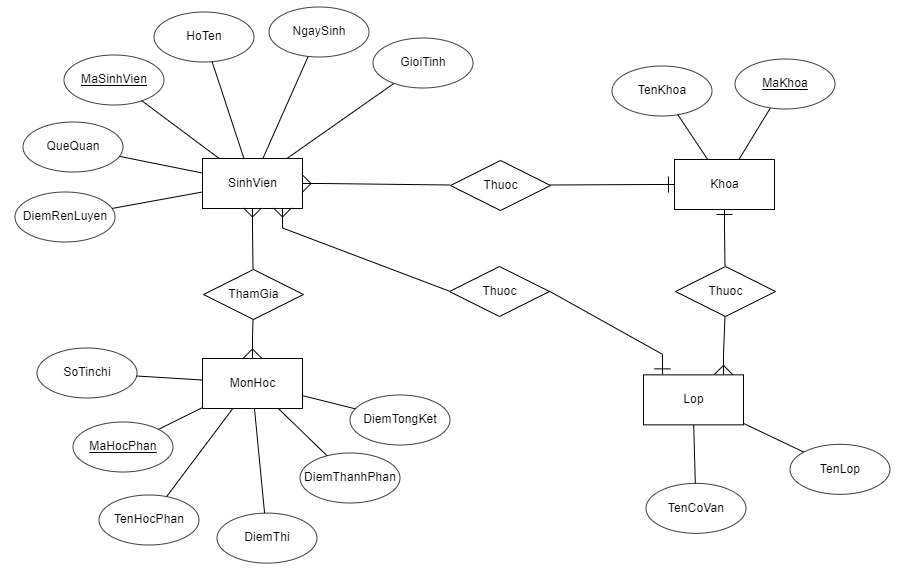 NgaySinh
HoTen
GioiTinh
MaSinhVien
TenKhoa
MaKhoa
QueQuan
SinhVien
Thuoc
Khoa
DiemRenLuyen
ThamGia
Thuoc
Thuoc
SoTinchi
MonHoc
Lop
DiemTongKet
MaHocPhan
DiemThanhPhan
TenLop
TenHocPhan
TenCoVan
DiemThi